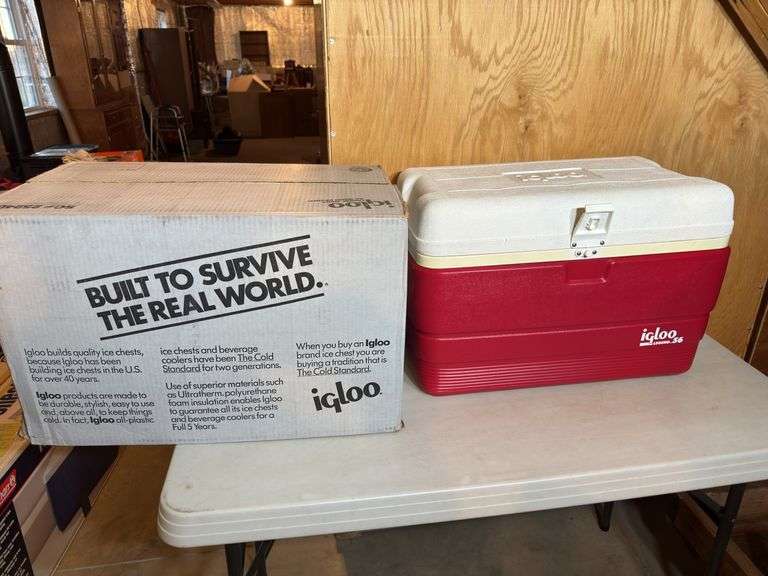 igloo
BUILT TO SURVIVE
THE REAL WORLD.
Igloo builds quality ice chests,
because Igloo has been
building ice chests in the U.S.
for over 40 years.
Igloo products are made to
be durable, stylish, easy to use
and, above all, to keep things
cold. In fact, Igloo all-plastic
ice chests and beverage
coolers have been The Cold
Standard for two generations.
Use of superior materials such
as Ultratherm polyurethane
foam insulation enables Igloo
to guarantee all its ice chests
and beverage coolers for a
Full 5 Years.
When you buy an Igloo
brand ice chest you are
buying a tradition that is
The Cold Standard.
igloo
igloo
igloo
LEGEND 56